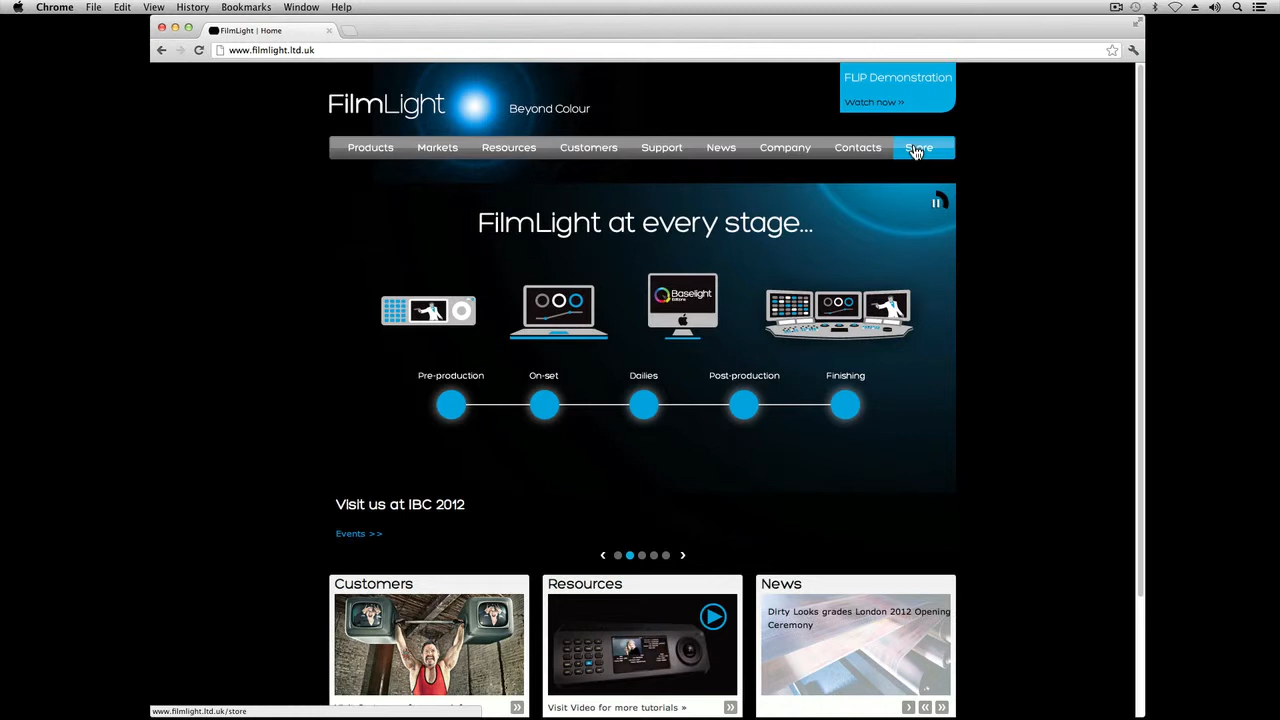 Chrome File Edit View History Bookmarks Window Help
FilmLight | Home
www.filmlight.ltd.uk
FLIP Demonstration
Watch now >>
FilmLight
Beyond Colour
Products Markets Resources Customers Support News Company Contacts Store
FilmLight at every stage...
Baselight
Editions
Pre-production On-set Dailies Post-production Finishing
Visit us at IBC 2012
Events >>
Customers
Resources
Visit Video for more tutorials »
News
Dirty Looks grades London 2012 Opening
Ceremony
www.filmlight.ltd.uk/store